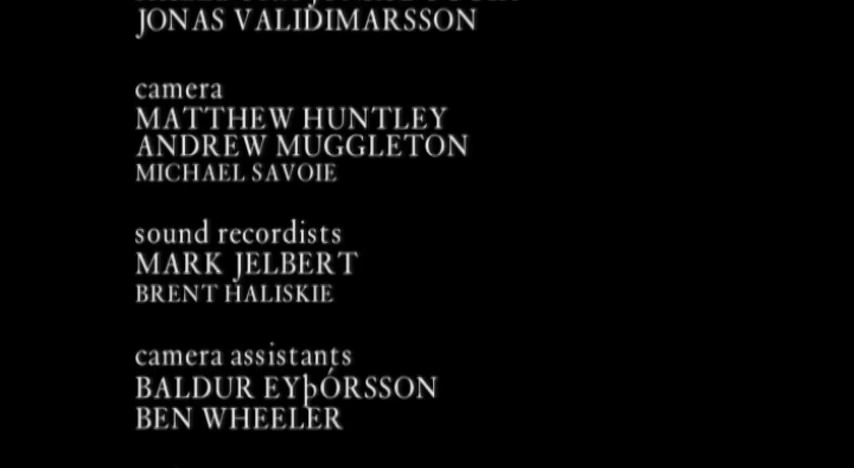 JONAS VALIDIMARSSON
camera
MATTHEW HUNTLEY
ANDREW MUGGLETON
MICHAEL SAVOIE
sound recordists
MARK JELBERT
BRENT HALISKIE
camera assistants
BALDUR EYþÓRSSON
BEN WHEELER